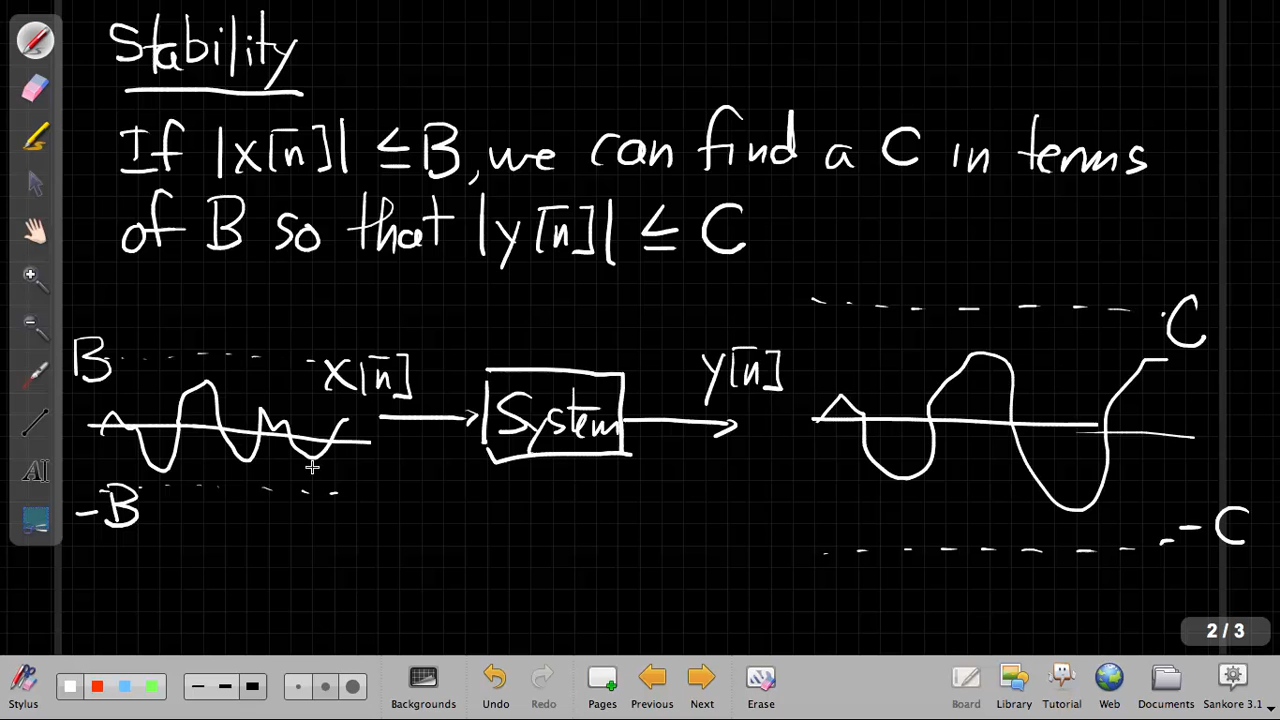 Stability
If |x[n]| ≤ B, we can find a C in terms
of B so that |y[n]| ≤ C
B
x[n]
System
y[n]
C
-B
-C
2 / 3
Stylus
Backgrounds
Undo
Redo
Pages
Previous
Next
Erase
Board
Library
Tutorial
Web
Documents
Sankore 3.1